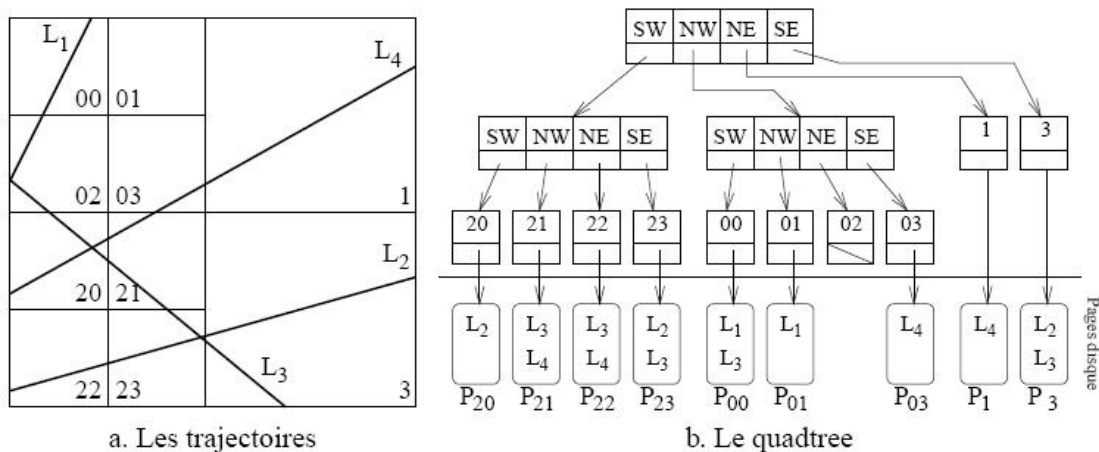 L1
L4
00 01
02 03
1
L2
20 21
L3
22 23
3
a. Les trajectoires
SW NW NE SE
SW NW NE SE
SW NW NE SE
1
3
20
21
22
23
00
01
02
03
L2
L3
L4
L3
L4
L2
L3
L1
L3
L1
L4
L4
L2
L3
P20
P21
P22
P23
P00
P01
P03
P1
P3
Pages disque
b. Le quadtree